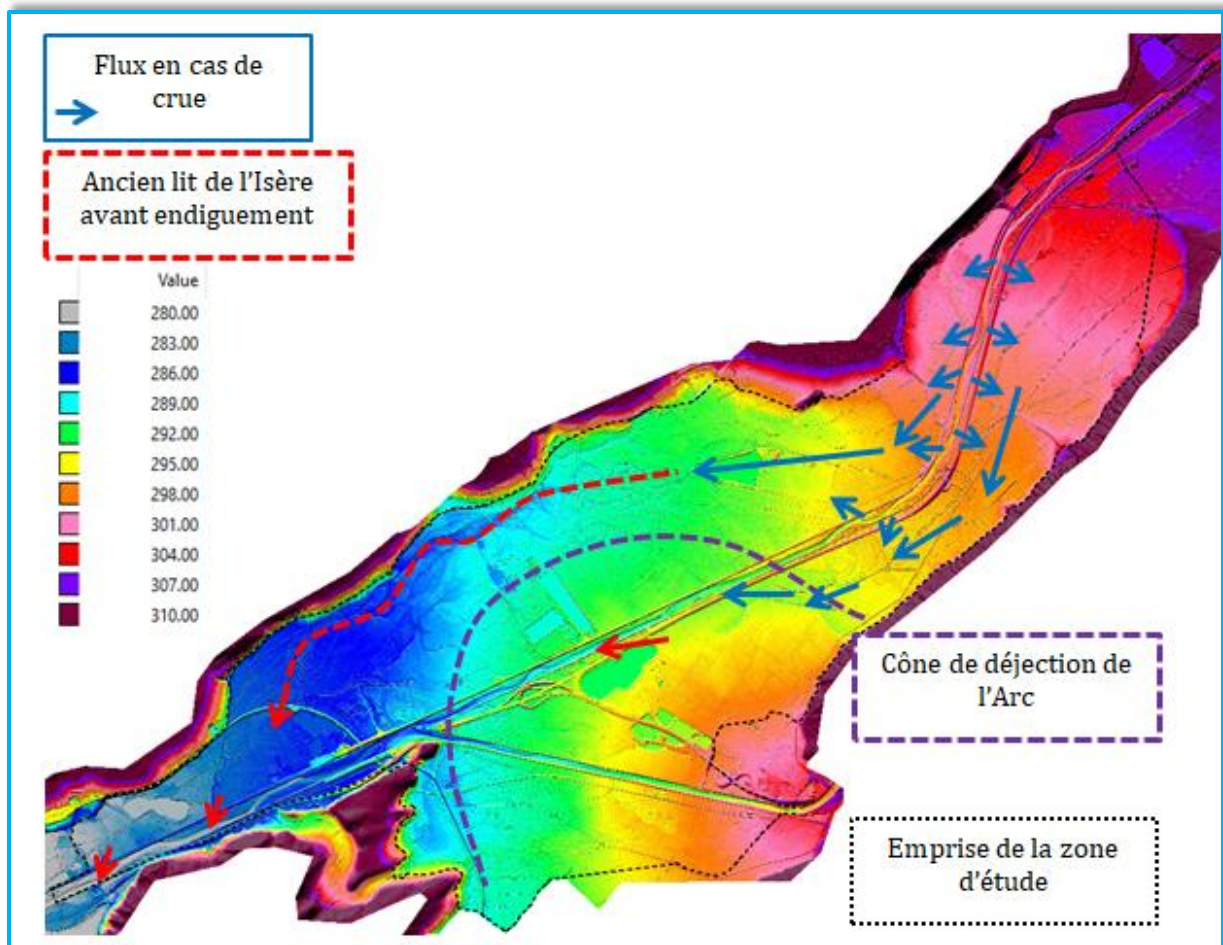 Flux en cas de
crue
Ancien lit de l'Isère
avant endiguement
Value
280.00
283.00
286.00
289.00
292.00
295.00
298.00
301.00
304.00
307.00
310.00
Cône de déjection de
l'Arc
Emprise de la zone
d'étude